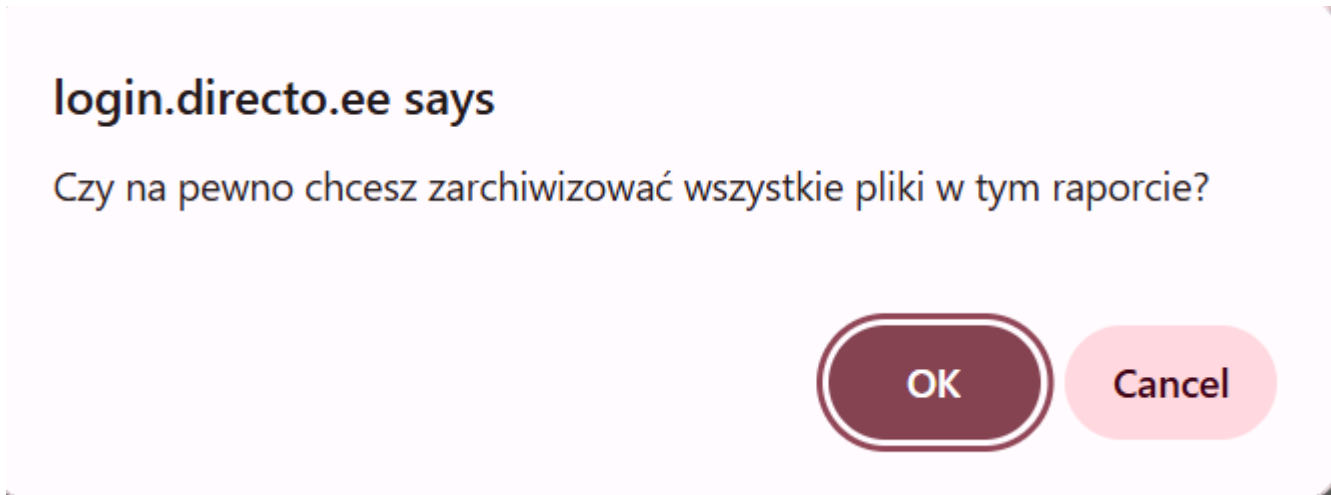 login.directo.ee says
Czy na pewno chcesz zarchiwizować wszystkie pliki w tym raporcie?
OK Cancel